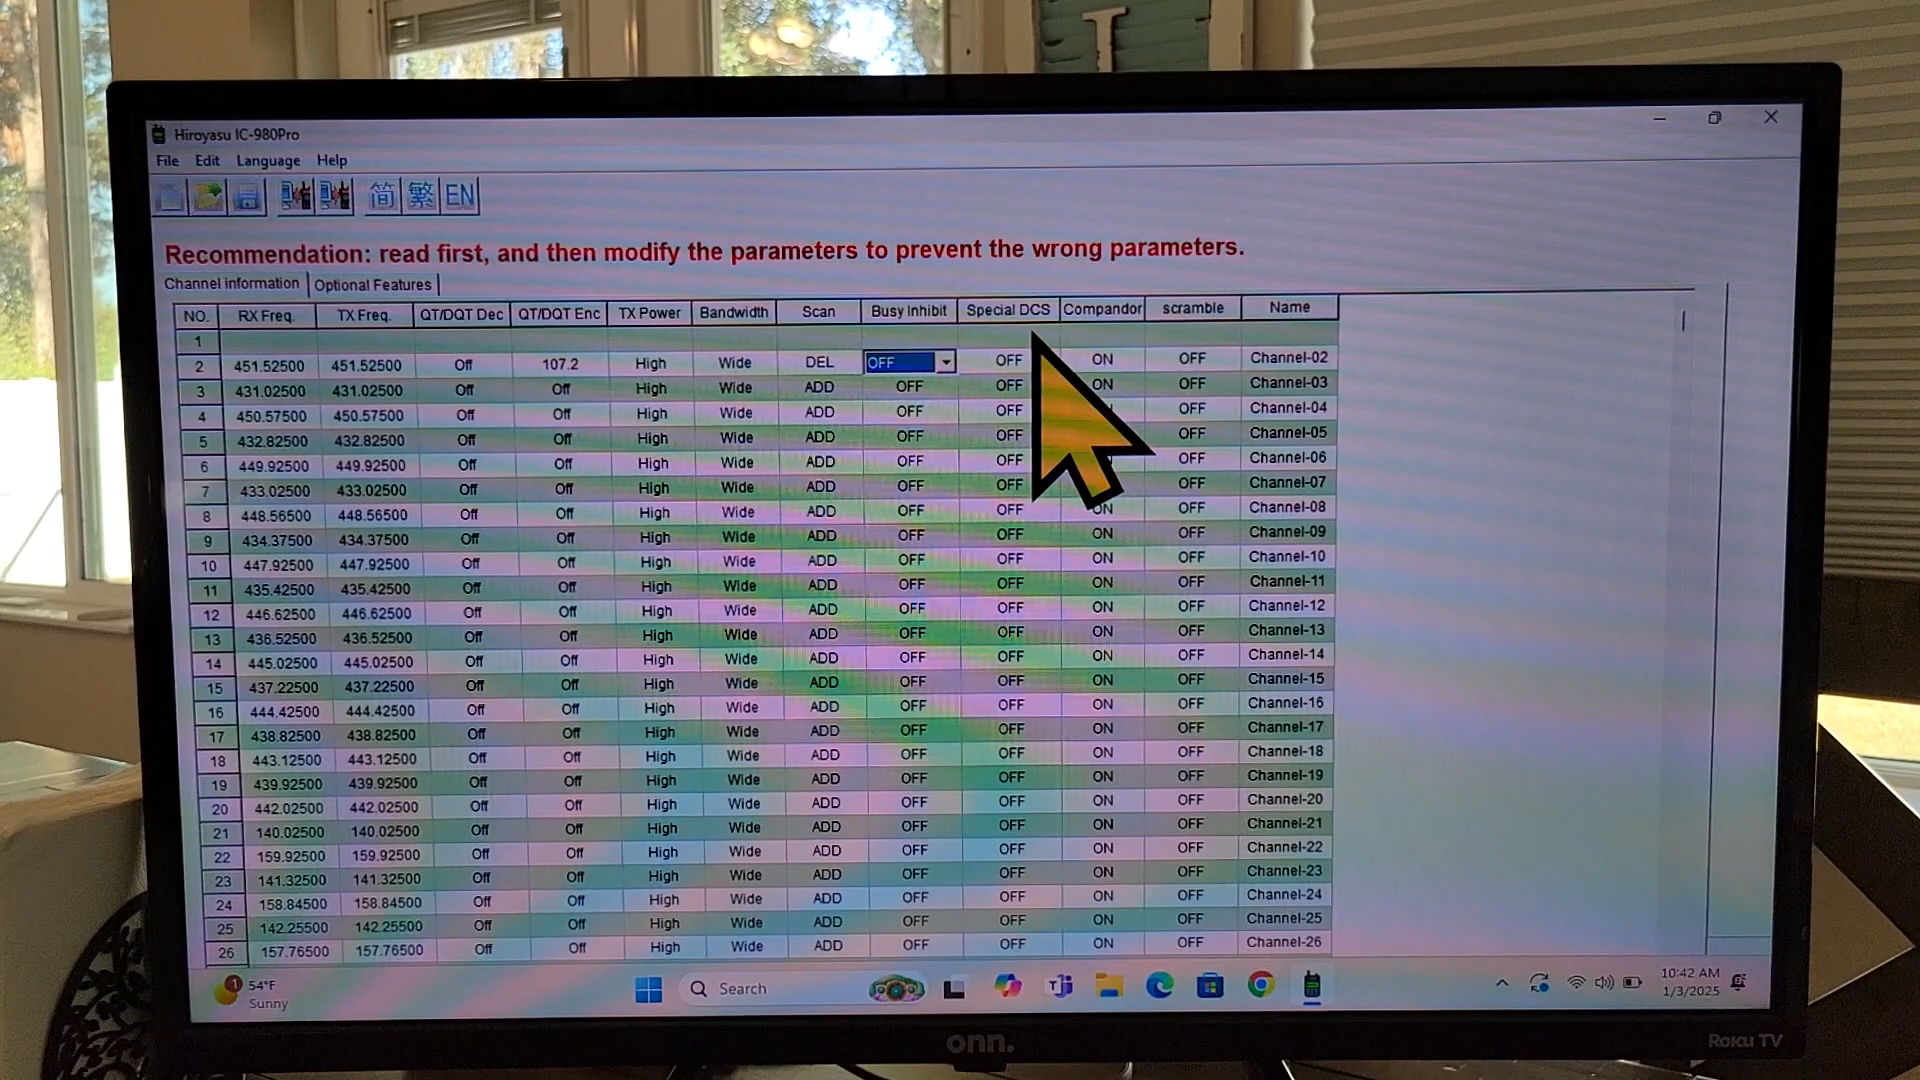 Hiroyasu IC-980Pro
File Edit Language Help
简 繁 EN
Recommendation: read first, and then modify the parameters to prevent the wrong parameters.
Channel information Optional Features
NO. RX Freq. TX Freq. QT/DQT Dec QT/DQT Enc TX Power Bandwidth Scan Busy Inhibit Special DCS Compandor scramble Name
1
2 451.52500 451.52500 Off 107.2 High Wide DEL OFF OFF ON OFF Channel-02
3 431.02500 431.02500 Off Off High Wide ADD OFF OFF ON OFF Channel-03
4 450.57500 450.57500 Off Off High Wide ADD OFF OFF OFF Channel-04
5 432.82500 432.82500 Off Off High Wide ADD OFF OFF OFF Channel-05
6 449.92500 449.92500 Off Off High Wide ADD OFF OFF OFF Channel-06
7 433.02500 433.02500 Off Off High Wide ADD OFF OFF OFF Channel-07
8 448.56500 448.56500 Off Off High Wide ADD OFF OFF ON OFF Channel-08
9 434.37500 434.37500 Off Off High Wide ADD OFF OFF ON OFF Channel-09
10 447.92500 447.92500 Off Off High Wide ADD OFF OFF ON OFF Channel-10
11 435.42500 435.42500 Off Off High Wide ADD OFF OFF ON OFF Channel-11
12 446.62500 446.62500 Off Off High Wide ADD OFF OFF ON OFF Channel-12
13 436.52500 436.52500 Off Off High Wide ADD OFF OFF ON OFF Channel-13
14 445.02500 445.02500 Off Off High Wide ADD OFF OFF ON OFF Channel-14
15 437.22500 437.22500 Off Off High Wide ADD OFF OFF ON OFF Channel-15
16 444.42500 444.42500 Off Off High Wide ADD OFF OFF ON OFF Channel-16
17 438.82500 438.82500 Off Off High Wide ADD OFF OFF ON OFF Channel-17
18 443.12500 443.12500 Off Off High Wide ADD OFF OFF ON OFF Channel-18
19 439.92500 439.92500 Off Off High Wide ADD OFF OFF ON OFF Channel-19
20 442.02500 442.02500 Off Off High Wide ADD OFF OFF ON OFF Channel-20
21 140.02500 140.02500 Off Off High Wide ADD OFF OFF ON OFF Channel-21
22 159.92500 159.92500 Off Off High Wide ADD OFF OFF ON OFF Channel-22
23 141.32500 141.32500 Off Off High Wide ADD OFF OFF ON OFF Channel-23
24 158.84500 158.84500 Off Off High Wide ADD OFF OFF ON OFF Channel-24
25 142.25500 142.25500 Off Off High Wide ADD OFF OFF ON OFF Channel-25
26 157.76500 157.76500 Off Off High Wide ADD OFF OFF ON OFF Channel-26
1 54°F
Sunny
Search
10:42 AM
1/3/2025
onn.
Roku TV